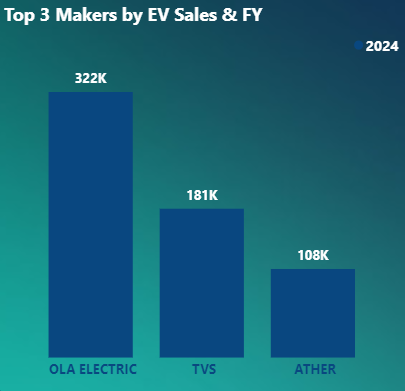 Top 3 Makers by EV Sales & FY
2024
322K
181K
108K
OLA ELECTRIC
TVS
ATHER